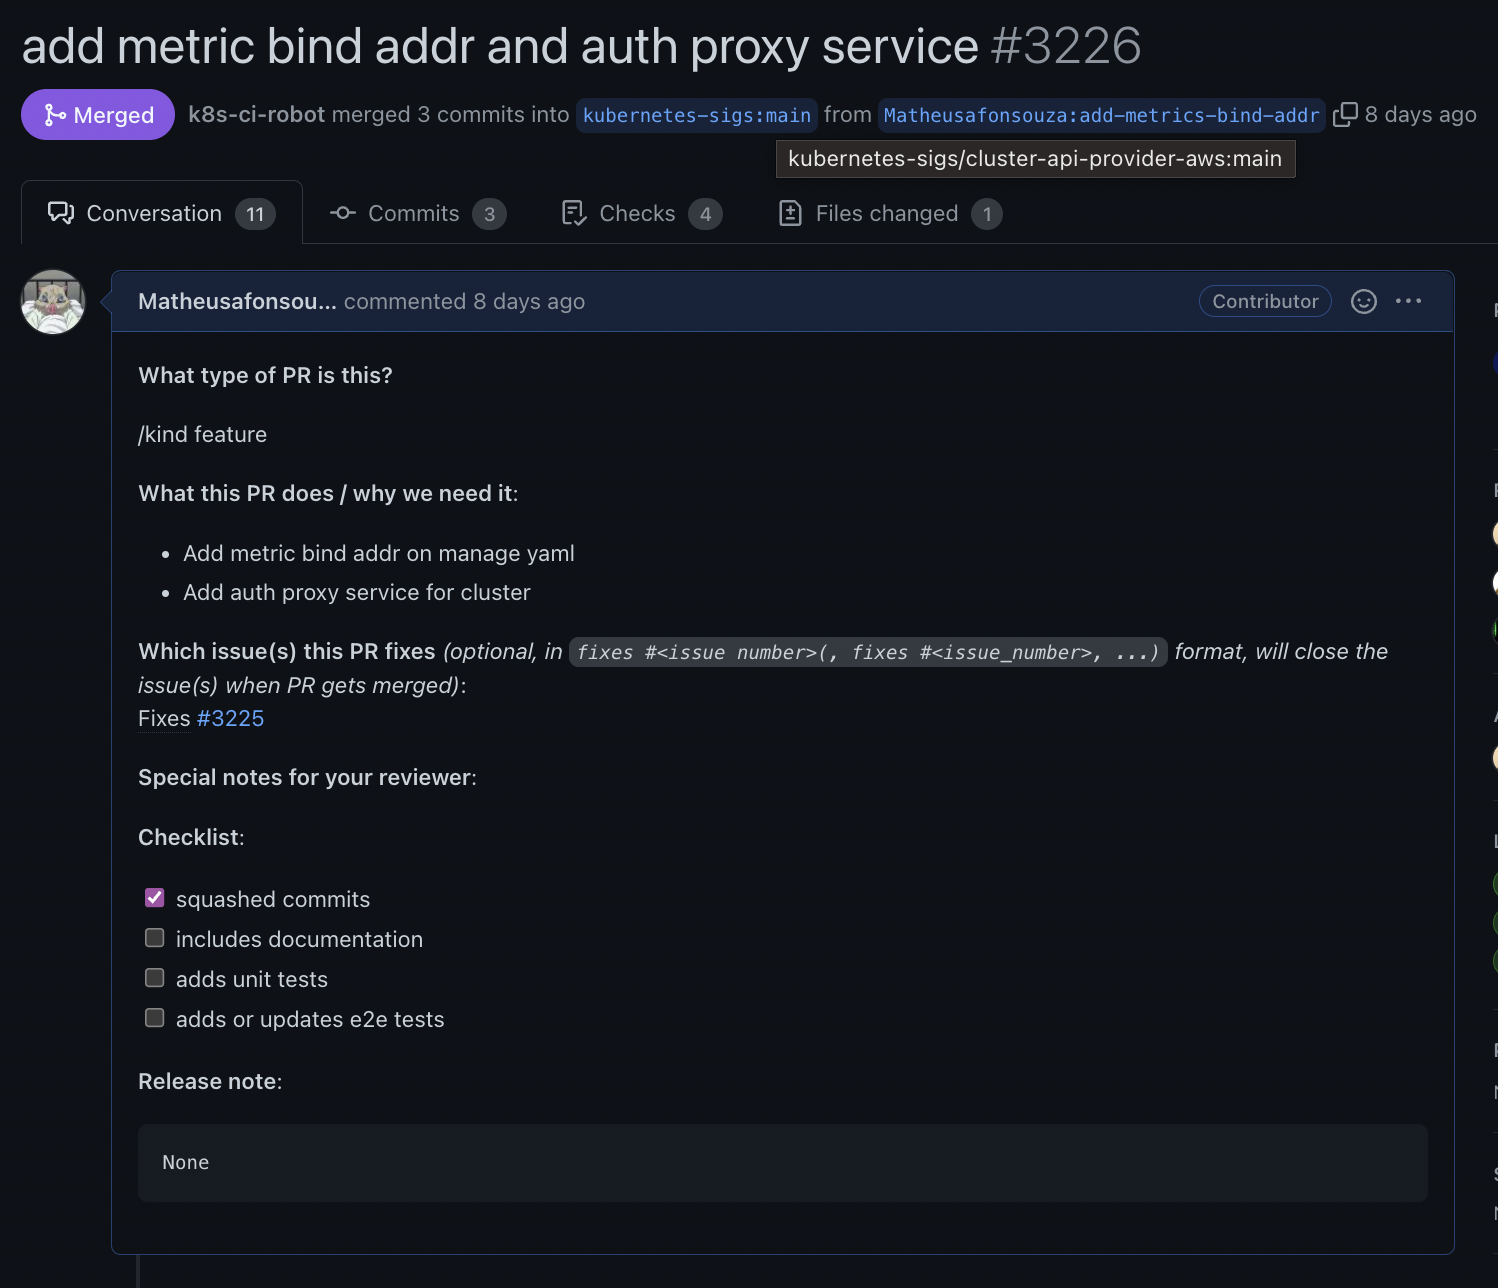 add metric bind addr and auth proxy service #3226
Merged k8s-ci-robot merged 3 commits into kubernetes-sigs:main from Matheusafonsouza:add-metrics-bind-addr 8 days ago
kubernetes-sigs/cluster-api-provider-aws:main
Conversation 11 Commits 3 Checks 4 Files changed 1
Matheusafonsou... commented 8 days ago Contributor
What type of PR is this?
/kind feature
What this PR does / why we need it:
• Add metric bind addr on manage yaml
• Add auth proxy service for cluster
Which issue(s) this PR fixes (optional, in fixes #<issue number>(, fixes #<issue_number>, ...) format, will close the
issue(s) when PR gets merged):
Fixes #3225
Special notes for your reviewer:
Checklist:
squashed commits
includes documentation
adds unit tests
adds or updates e2e tests
Release note:
None